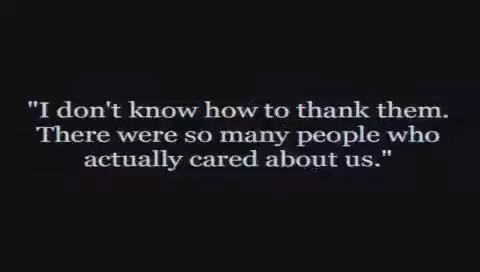 "I don't know how to thank them.
There were so many people who
actually cared about us."